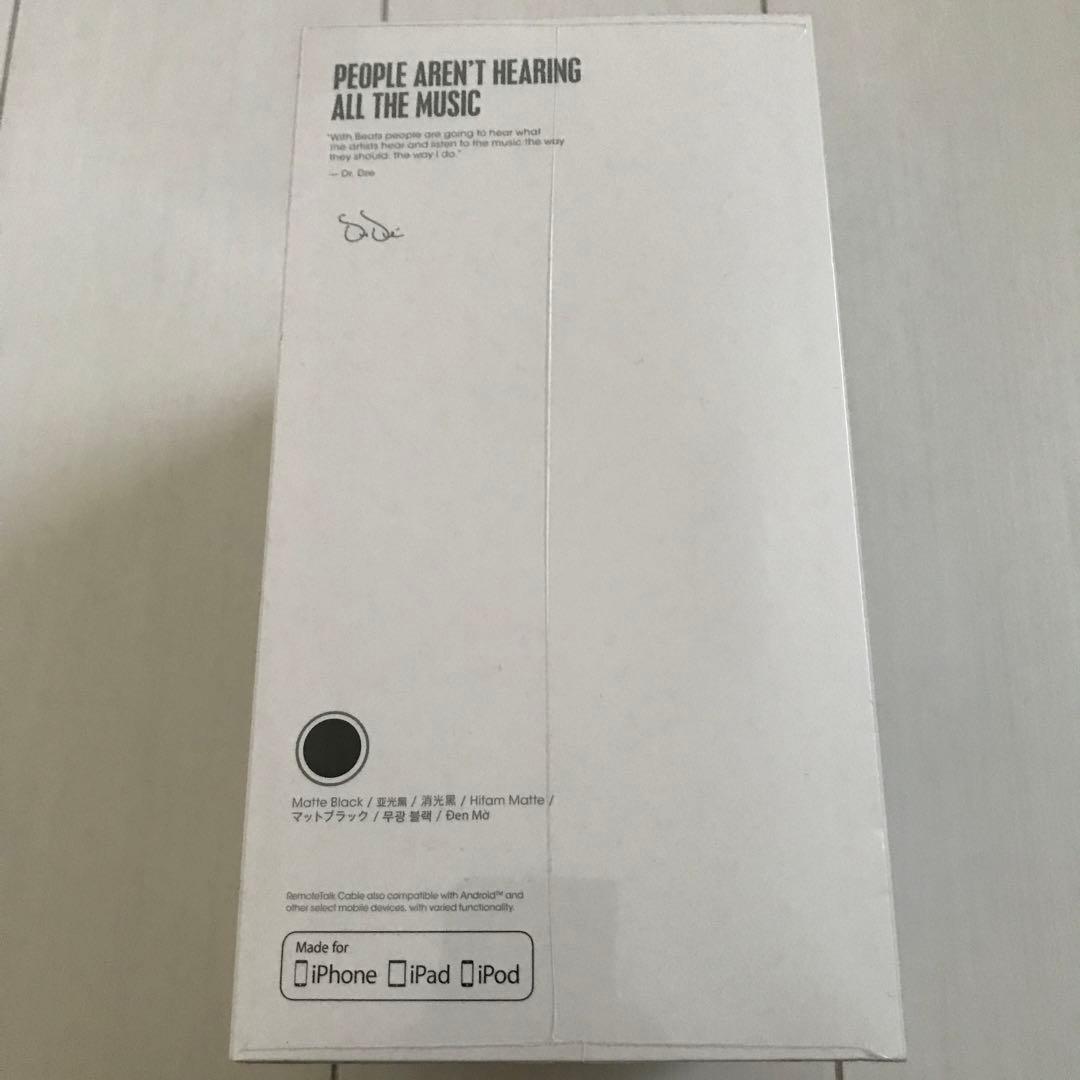 PEOPLE AREN'T HEARING
ALL THE MUSIC
"With Beats people are going to hear what
the artists hear and listen to the music the way
they should: the way I do."
— Dr. Dre
Matte Black / 亚光黑 / 消光黑 / Hitam Matte /
マットブラック / 무광 블랙 / Đen Mờ
RemoteTalk Cable also compatible with Android™ and
other select mobile devices, with varied functionality.
Made for
iPhone iPad iPod